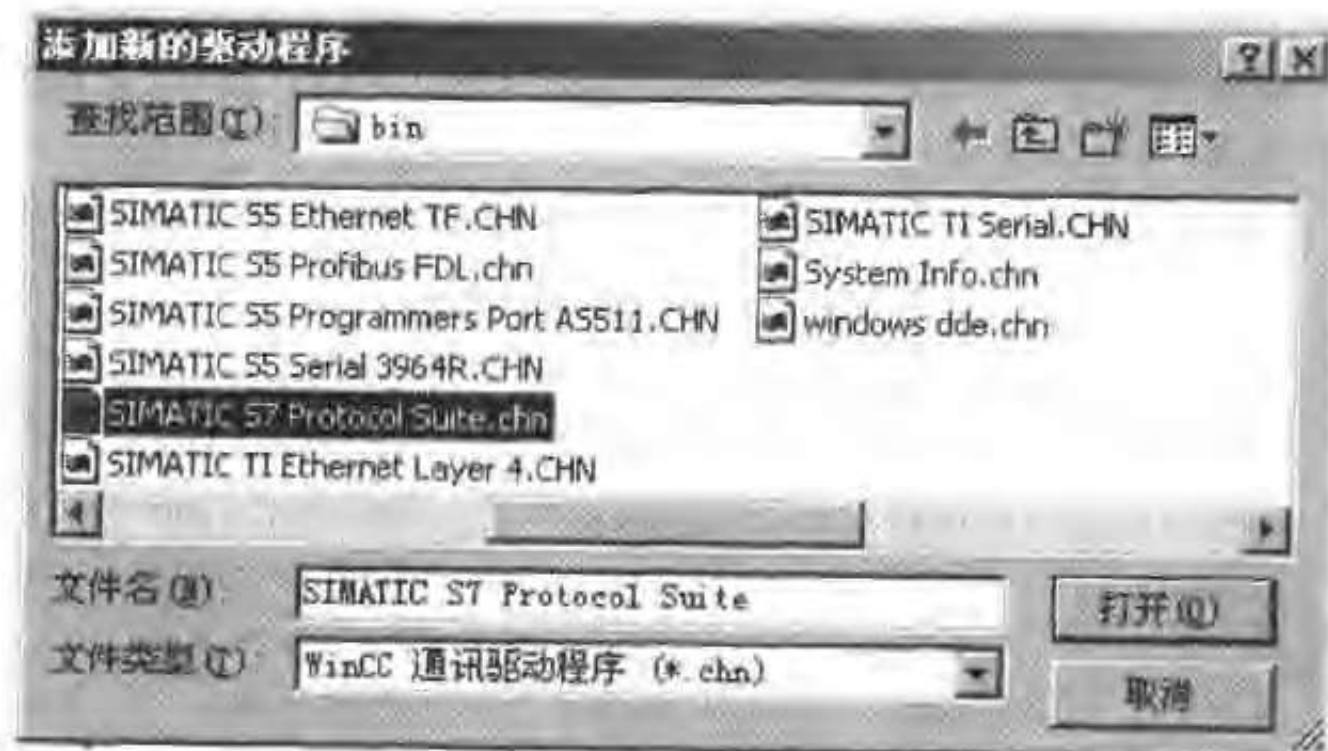 添加新的驱动程序
查找范围(I): bin
SIMATIC S5 Ethernet TF.CHN
SIMATIC S5 Profibus FDL.chn
SIMATIC S5 Programmers Port AS511.CHN
SIMATIC S5 Serial 3964R.CHN
SIMATIC S7 Protocol Suite.chn
SIMATIC TI Ethernet Layer 4.CHN
SIMATIC TI Serial.CHN
System Info.chn
windows dde.chn
文件名(N): SIMATIC S7 Protocol Suite
打开(O)
文件类型(T): WinCC 通讯驱动程序 (*.chn)
取消